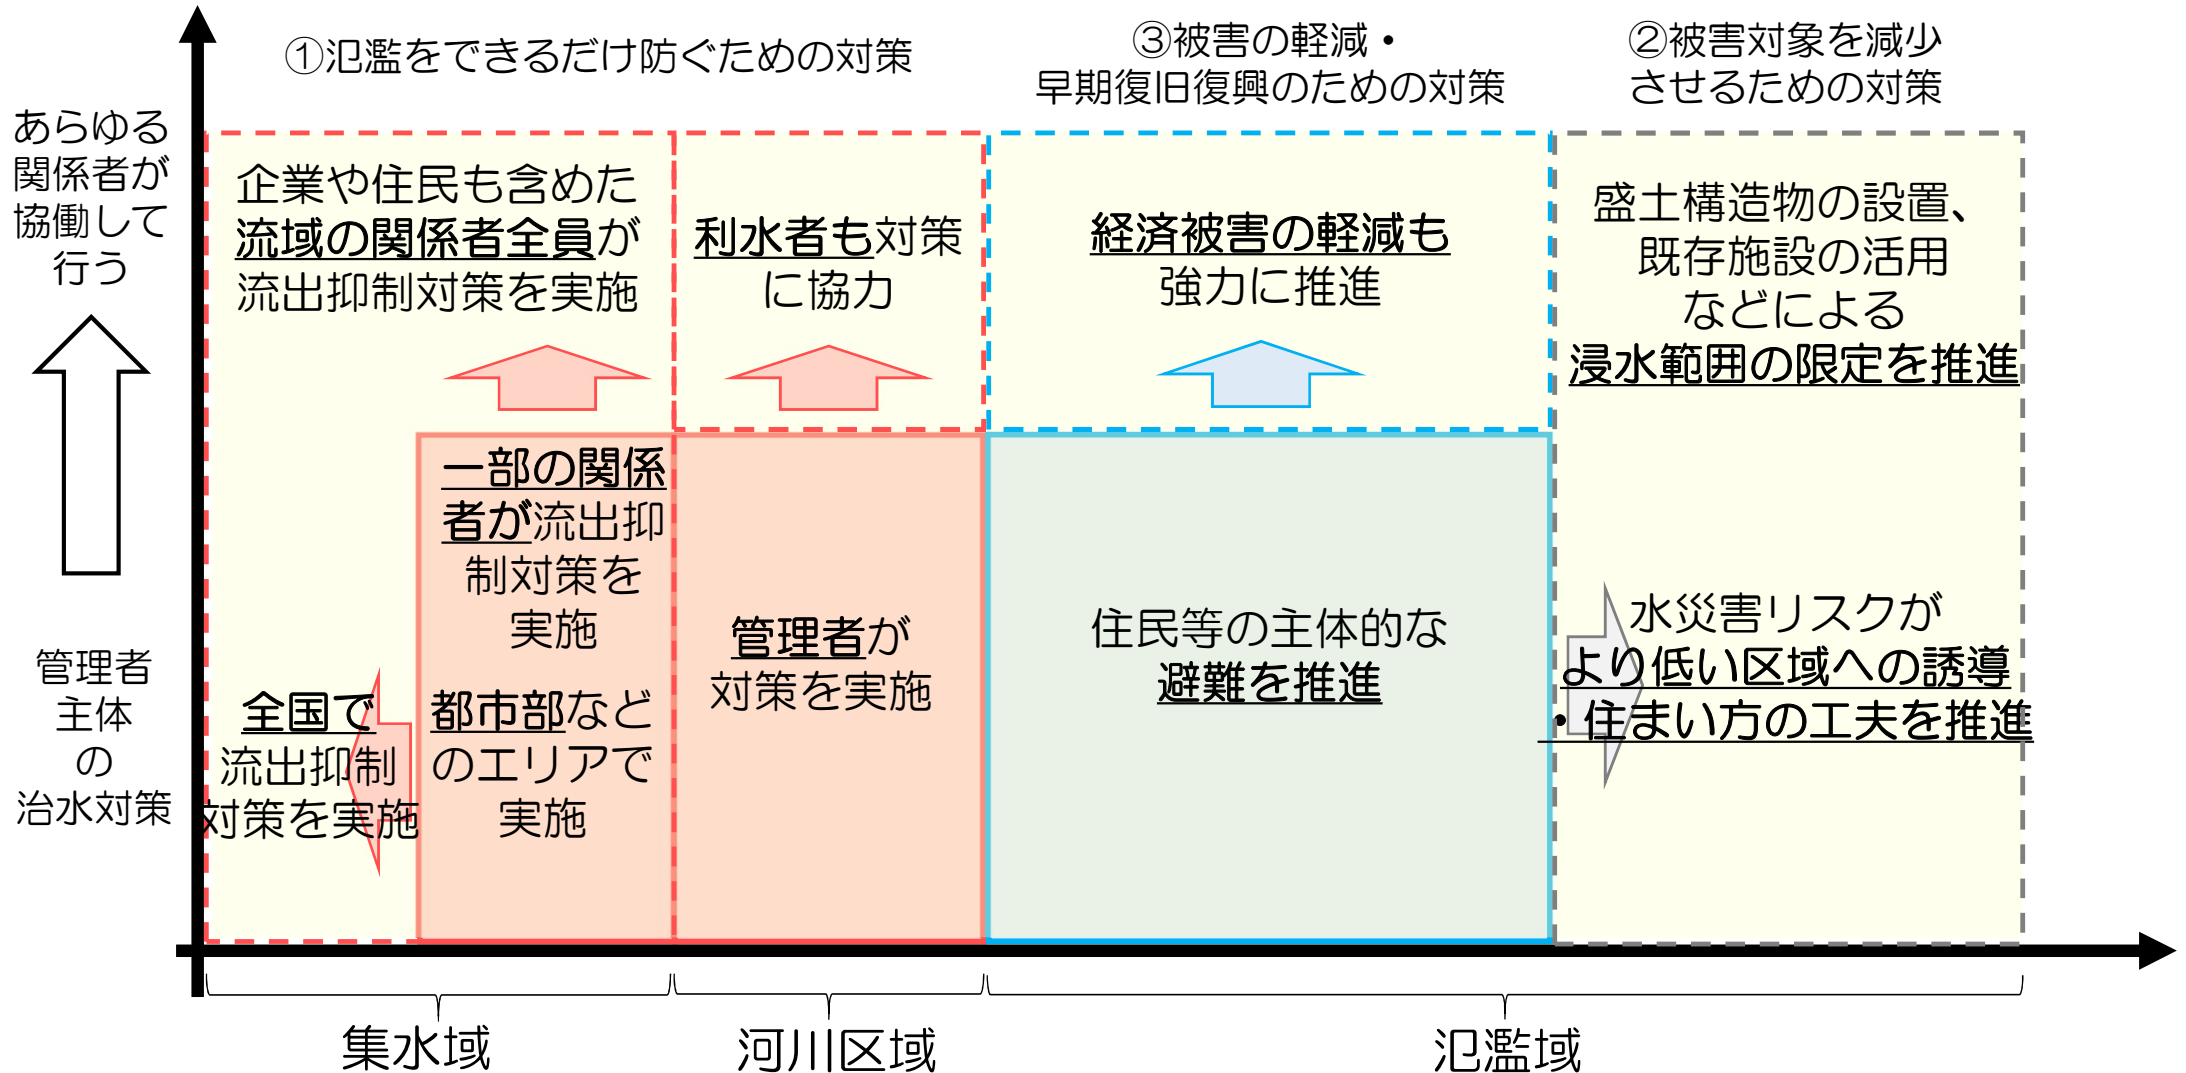 ①氾濫をできるだけ防ぐための対策
③被害の軽減・
早期復旧復興のための対策
②被害対象を減少
させるための対策
あらゆる
関係者が
協働して
行う
管理者
主体
の
治水対策
企業や住民も含めた
流域の関係者全員が
流出抑制対策を実施
利水者も対策
に協力
経済被害の軽減も
強力に推進
盛土構造物の設置、
既存施設の活用
などによる
浸水範囲の限定を推進
一部の関係
者が流出抑
制対策を
実施
都市部など
のエリアで
実施
全国で
流出抑制
対策を実施
管理者が
対策を実施
住民等の主体的な
避難を推進
水災害リスクが
より低い区域への誘導
・住まい方の工夫を推進
集水域
河川区域
氾濫域